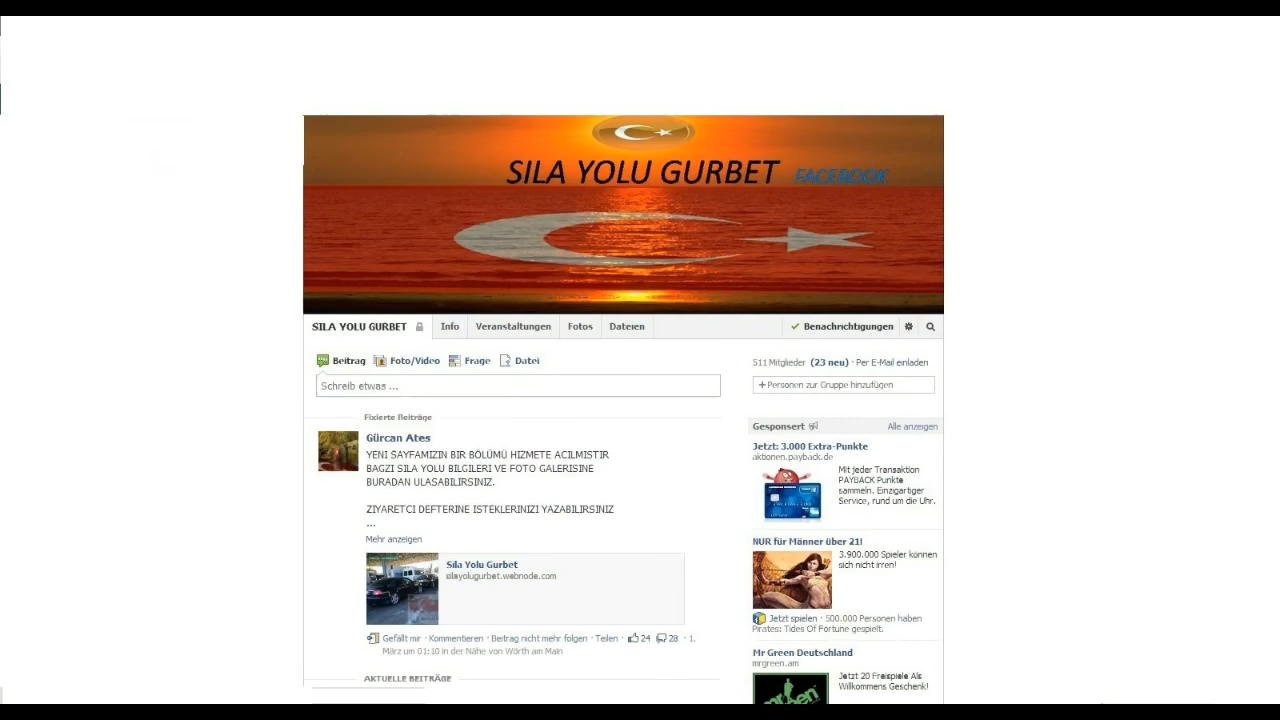 SILA YOLU GURBET FACEBOOK
SILA YOLU GURBET
Info
Veranstaltungen
Fotos
Dateien
Benachrichtigungen
Beitrag
Foto/Video
Frage
Datei
Schreib etwas ...
Fixierte Beiträge
Gürcan Ates
YENI SAYFAMIZIN BIR BÖLÜMÜ HIZMETE ACILMISTIR
BAGZI SILA YOLU BILGILERI VE FOTO GALERISINE
BURADAN ULASABILIRSINIZ.
ZIYARETCI DEFTERINE ISTEKLERINIZI YAZABILIRSINIZ
...
Mehr anzeigen
Sila Yolu Gurbet
silayolugurbet.webnode.com
Gefällt mir · Kommentieren · Beitrag nicht mehr folgen · Teilen · 24 28 · 1.
März um 01:10 in der Nähe von Wörth am Main
AKTUELLE BEITRÄGE
511 Mitglieder (23 neu) · Per E-Mail einladen
+ Personen zur Gruppe hinzufügen
Gesponsert
Alle anzeigen
Jetzt: 3.000 Extra-Punkte
aktionen.payback.de
Mit jeder Transaktion
PAYBACK Punkte
sammeln. Einzigartiger
Service, rund um die Uhr.
NUR für Männer über 21!
3.900.000 Spieler können
sich nicht irren!
Jetzt spielen · 500.000 Personen haben
Pirates: Tides Of Fortune gespielt.
Mr Green Deutschland
mrgreen.am
Jetzt 20 Freispiele Als
Willkommens Geschenk!